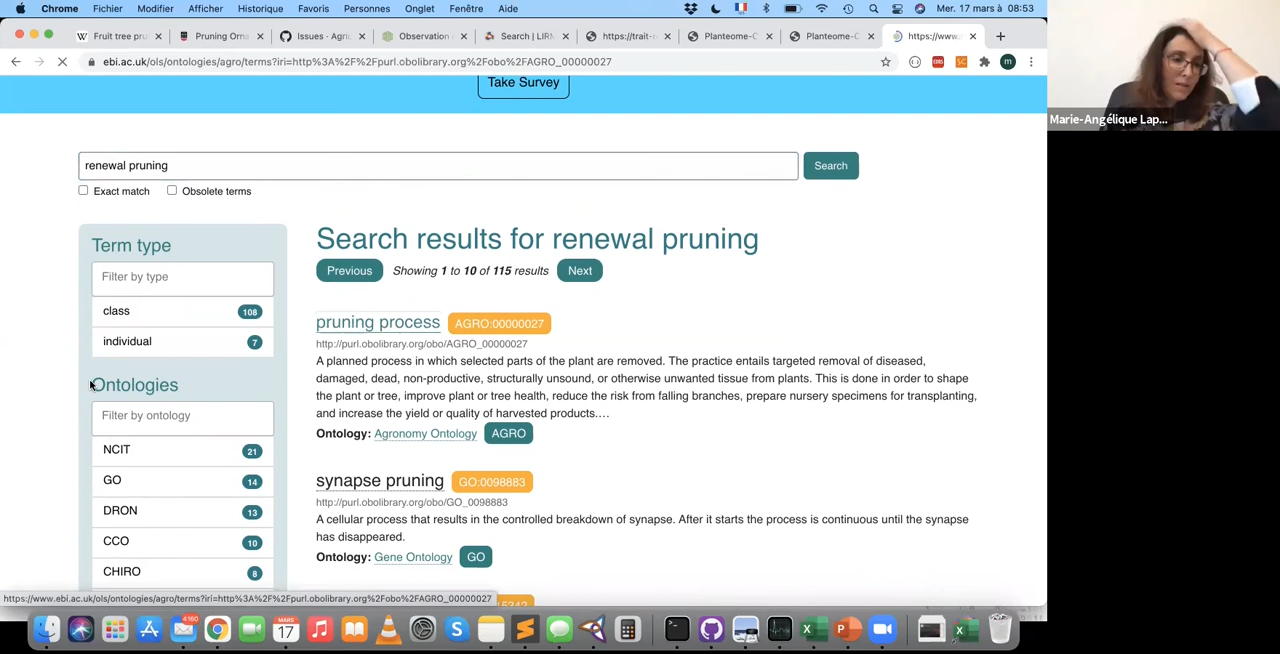 Chrome Fichier Modifier Afficher Historique Favoris Personnes Onglet Fenêtre Aide Mer. 17 mars à 08:53
Fruit tree pru Pruning Orna Issues · Agri Observation Search | LIRM https://trait- Planteome-C Planteome-C https://www.
ebi.ac.uk/ols/ontologies/agro/terms?iri=http%3A%2F%2Fpurl.obolibrary.org%2Fobo%2FAGRO_00000027
Take Survey
Marie-Angélique Lap...
renewal pruning Search
Exact match Obsolete terms
Term type
Filter by type
class 108
individual 7
Ontologies
Filter by ontology
NCIT 21
GO 14
DRON 13
CCO 10
CHIRO 8
Search results for renewal pruning
Previous Showing 1 to 10 of 115 results Next
pruning process AGRO:00000027
http://purl.obolibrary.org/obo/AGRO_00000027
A planned process in which selected parts of the plant are removed. The practice entails targeted removal of diseased,
damaged, dead, non-productive, structurally unsound, or otherwise unwanted tissue from plants. This is done in order to shape
the plant or tree, improve plant or tree health, reduce the risk from falling branches, prepare nursery specimens for transplanting,
and increase the yield or quality of harvested products....
Ontology: Agronomy Ontology AGRO
synapse pruning GO:0098883
http://purl.obolibrary.org/obo/GO_0098883
A cellular process that results in the controlled breakdown of synapse. After it starts the process is continuous until the synapse
has disappeared.
Ontology: Gene Ontology GO
https://www.ebi.ac.uk/ols/ontologies/agro/terms?iri=http%3A%2F%2Fpurl.obolibrary.org%2Fobo%2FAGRO_00000027
4160
MARS
17